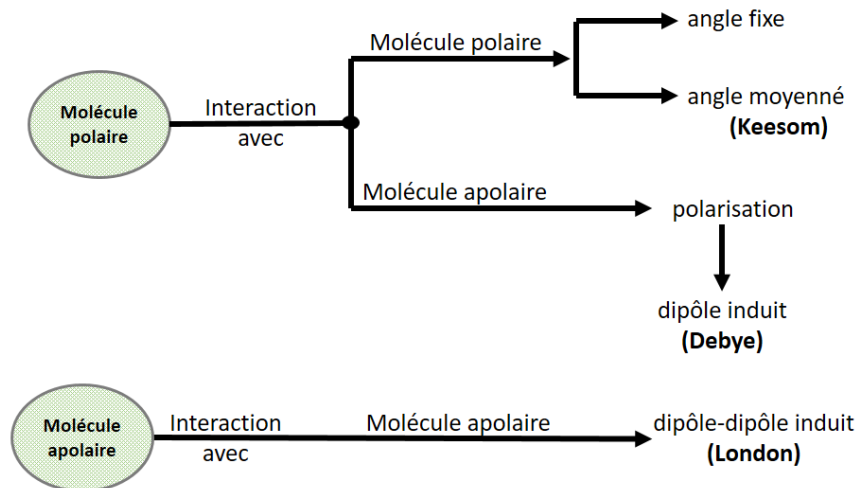 Molécule
polaire
Interaction
avec
Molécule polaire
angle fixe
angle moyenné
(Keesom)
Molécule apolaire
polarisation
dipôle induit
(Debye)
Molécule
apolaire
Interaction
avec
Molécule apolaire
dipôle-dipôle induit
(London)